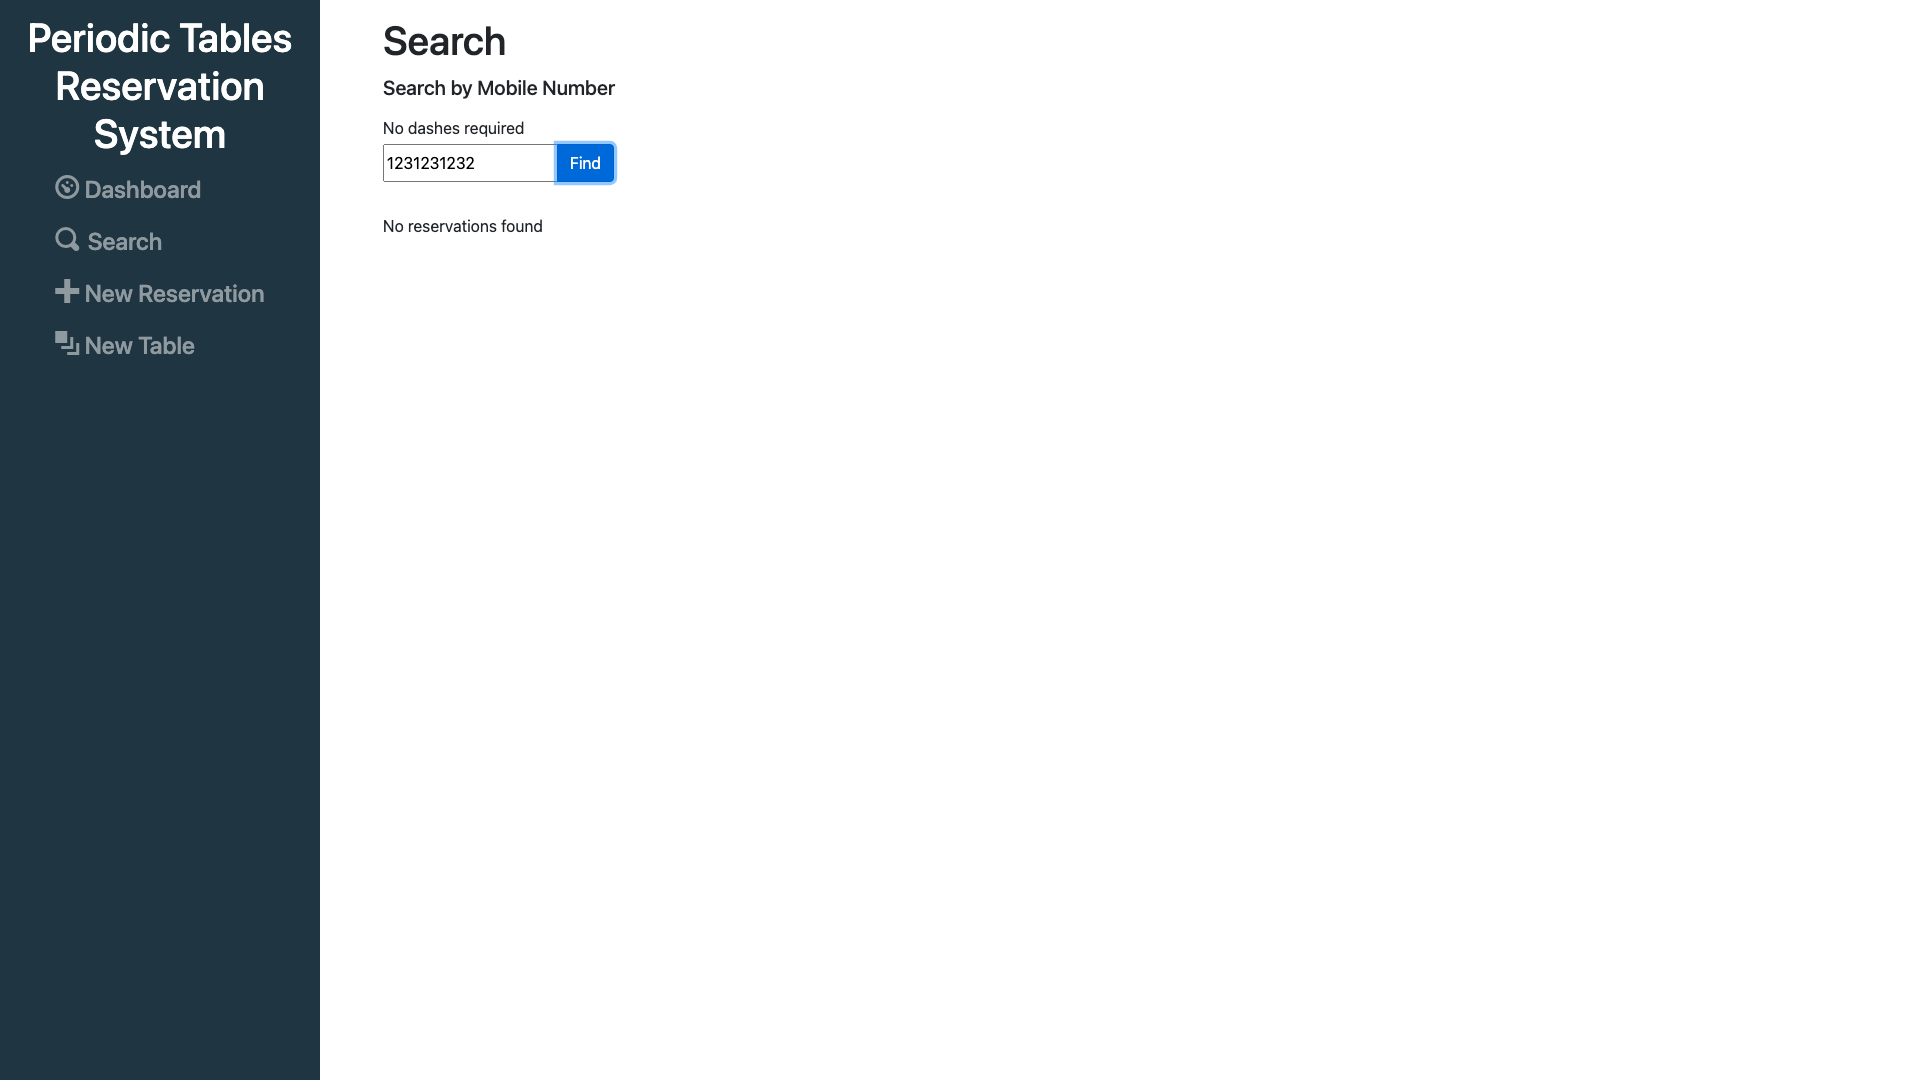 Periodic Tables
Reservation
System
Dashboard
Search
New Reservation
New Table
Search
Search by Mobile Number
No dashes required
1231231232
Find
No reservations found